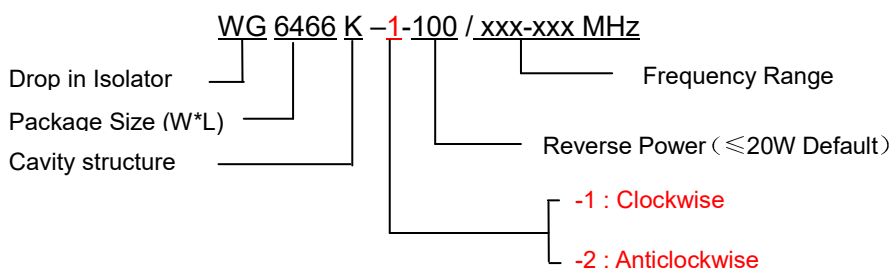 WG 6466 K –1-100 / xxx-xxx MHz
Drop in Isolator
Frequency Range
Package Size (W*L)
Reverse Power（≤20W Default）
Cavity structure
-1 : Clockwise
-2 : Anticlockwise